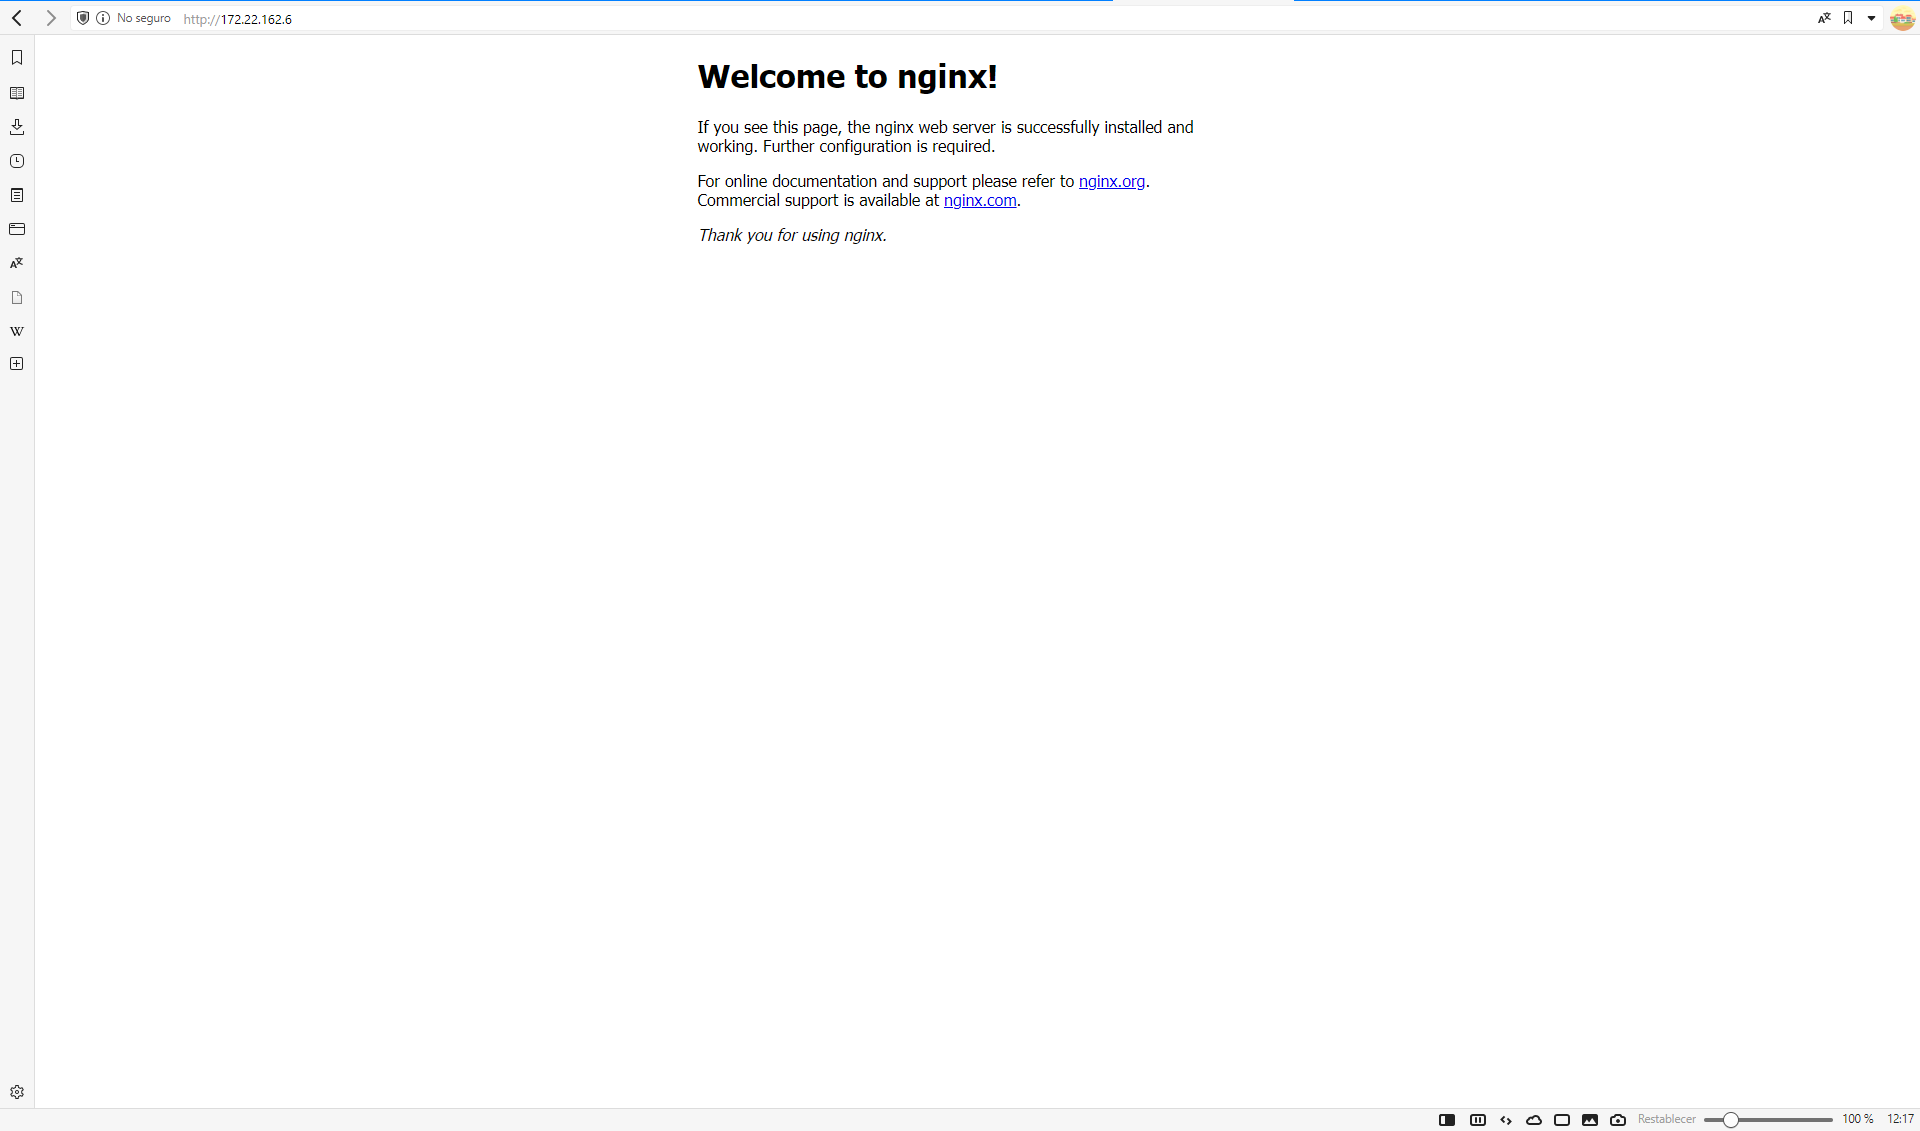 No seguro http://172.22.162.6
Welcome to nginx!
If you see this page, the nginx web server is successfully installed and
working. Further configuration is required.
For online documentation and support please refer to nginx.org.
Commercial support is available at nginx.com.
Thank you for using nginx.
Restablecer 100 % 12:17